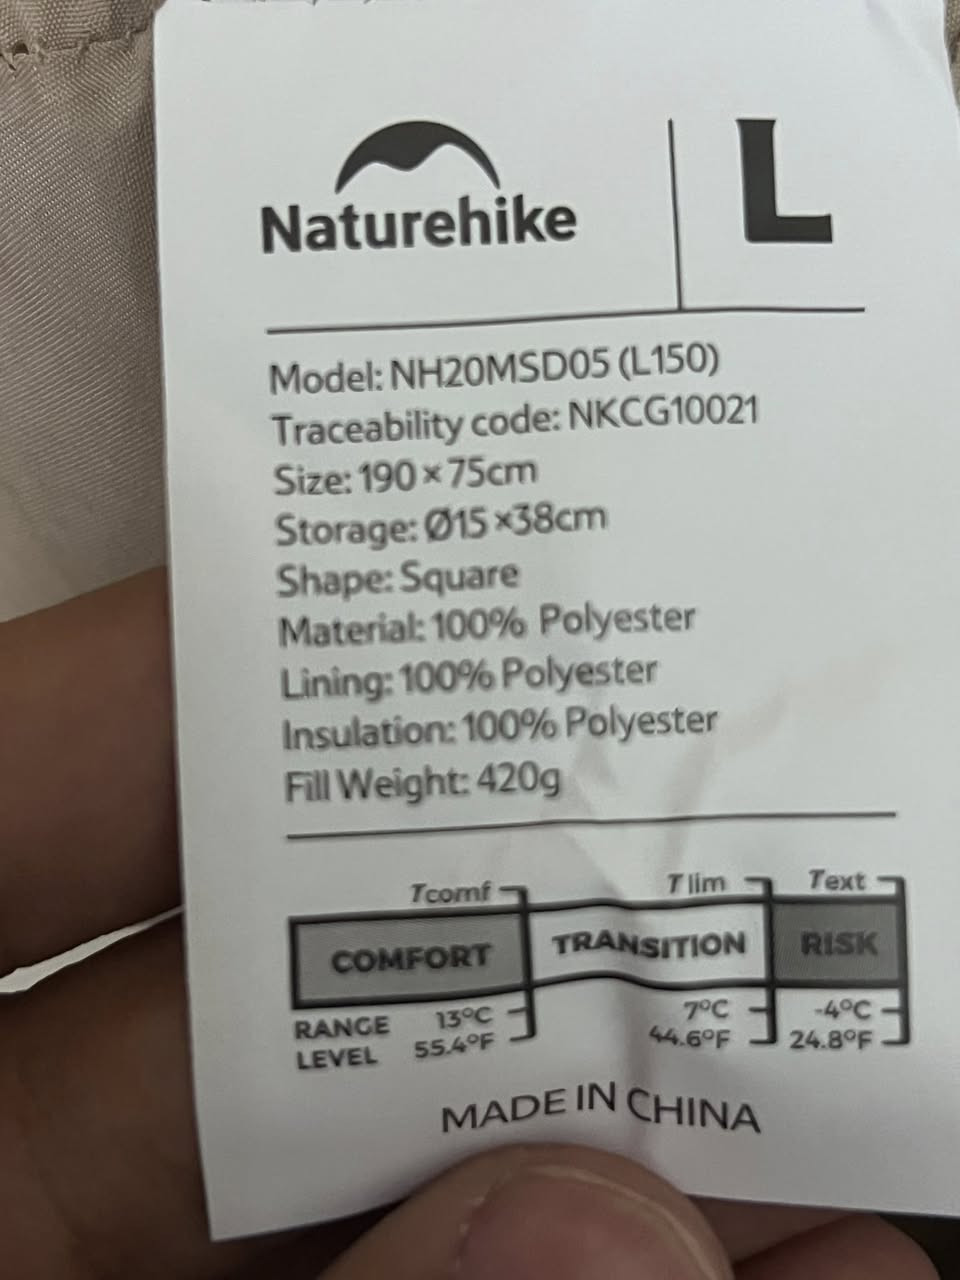 Naturehike
L
Model: NH20MSD05 (L150)
Traceability code: NKCG10021
Size: 190 × 75cm
Storage: Ø15 ×38cm
Shape: Square
Material: 100% Polyester
Lining: 100% Polyester
Insulation: 100% Polyester
Fill Weight: 420g
Tcomf T lim Text
COMFORT TRANSITION RISK
RANGE 13°C 7°C -4°C
LEVEL 55.4°F 44.6°F 24.8°F
MADE IN CHINA